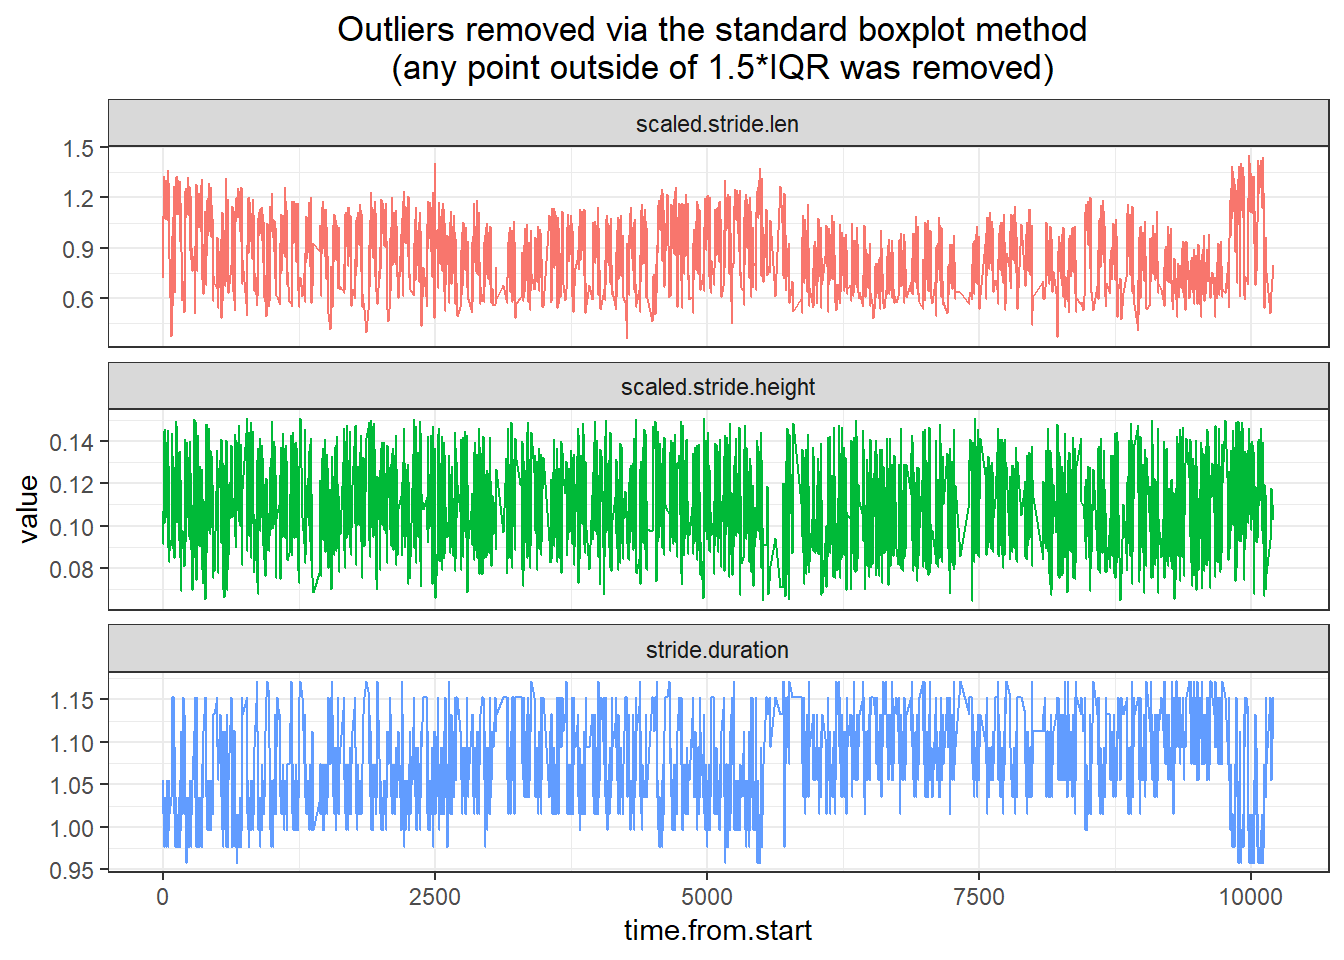 Outliers removed via the standard boxplot method
(any point outside of 1.5*IQR was removed)
scaled.stride.len
1.5
1.2
0.9
0.6
scaled.stride.height
0.14
0.12
0.10
0.08
value
stride.duration
1.15
1.10
1.05
1.00
0.95
0 2500 5000 7500 10000
time.from.start